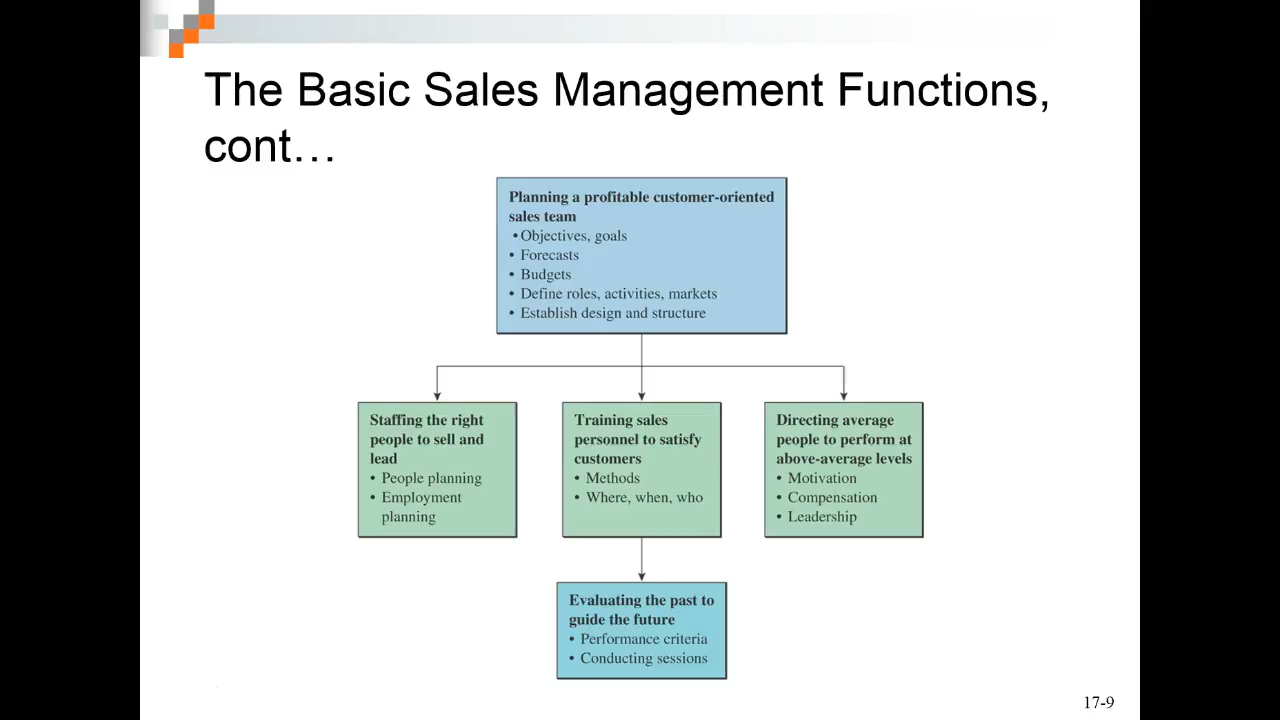 The Basic Sales Management Functions,
cont…
Planning a profitable customer-oriented
sales team
•Objectives, goals
• Forecasts
• Budgets
• Define roles, activities, markets
• Establish design and structure
Staffing the right
people to sell and
lead
• People planning
• Employment
planning
Training sales
personnel to satisfy
customers
• Methods
• Where, when, who
Directing average
people to perform at
above-average levels
• Motivation
• Compensation
• Leadership
Evaluating the past to
guide the future
• Performance criteria
• Conducting sessions
17-9